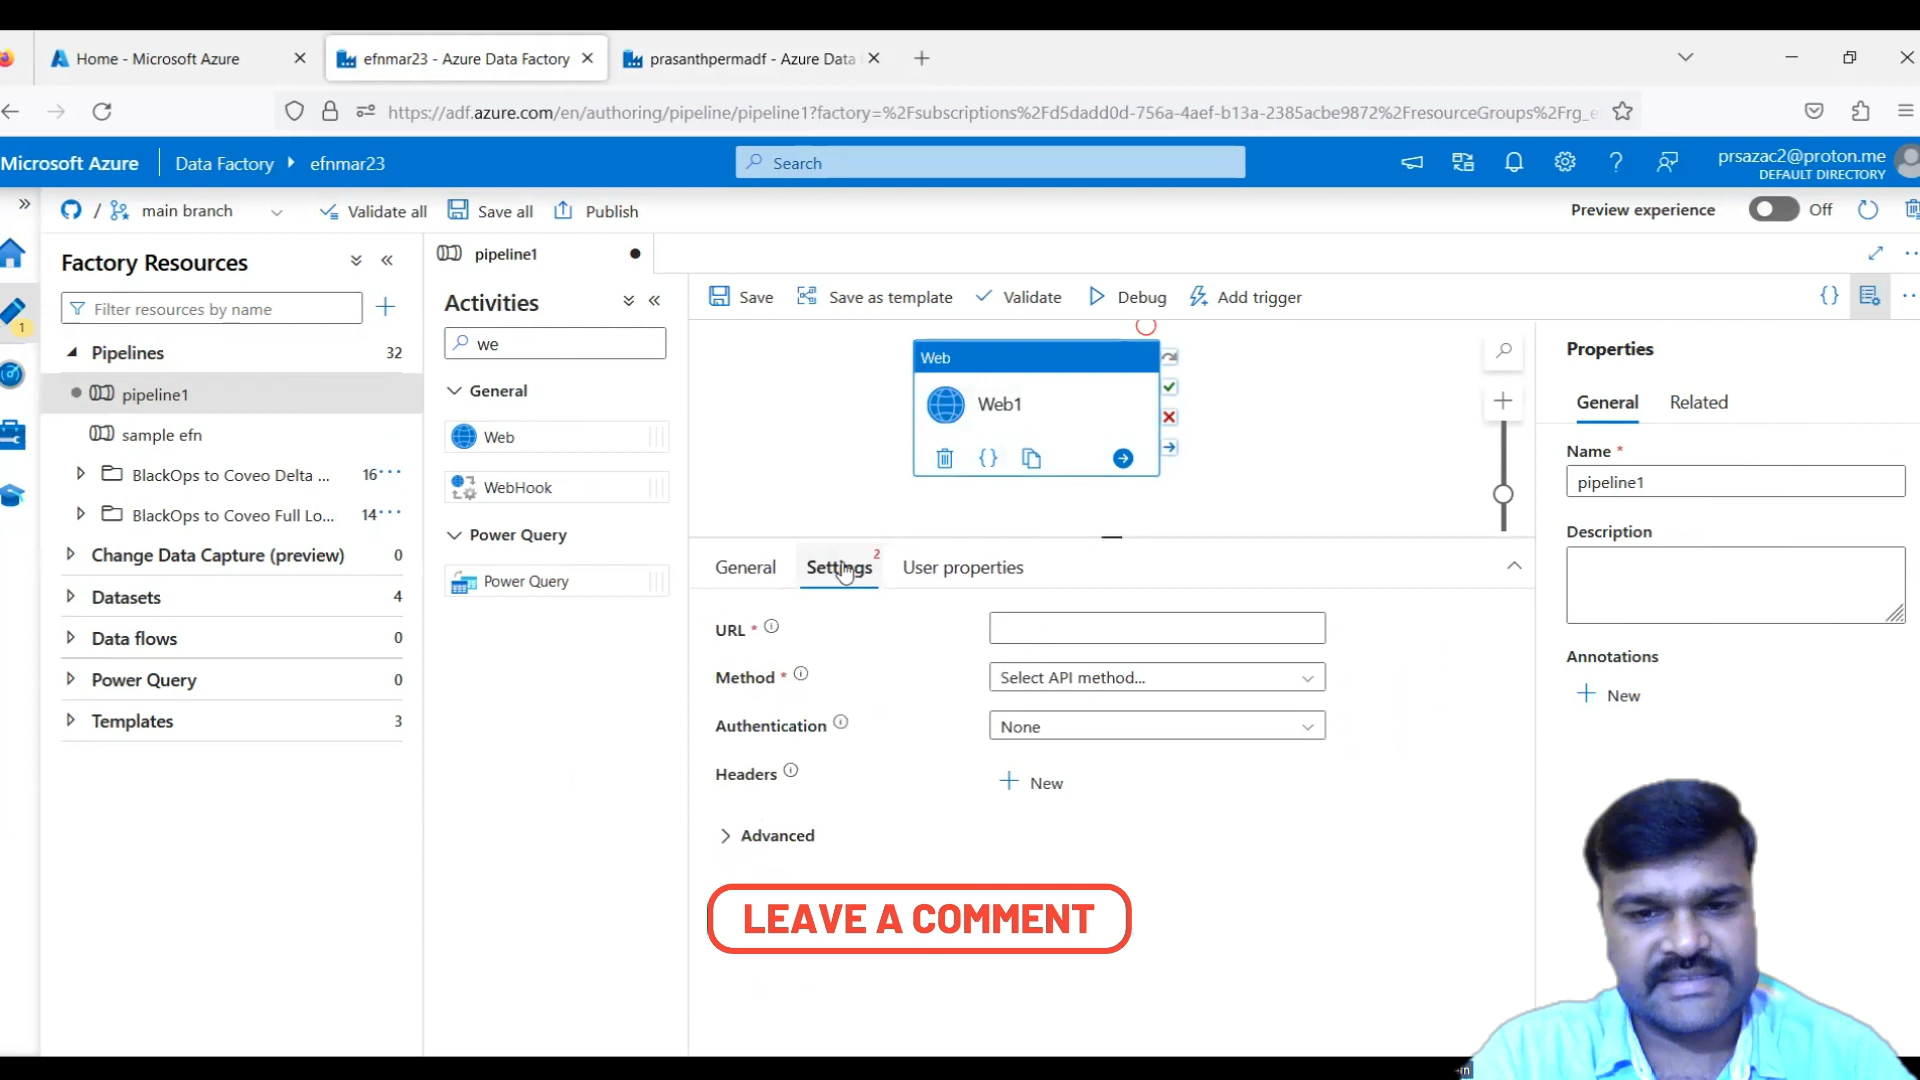 Home - Microsoft Azure
efnmar23 - Azure Data Factory
prasanthpermadf - Azure Data
https://adf.azure.com/en/authoring/pipeline/pipeline1?factory=%2Fsubscriptions%2Fd5dadd0d-756a-4aef-b13a-2385acbe9872%2FresourceGroups%2Frg_e
Microsoft Azure
Data Factory
efnmar23
Search
prsazac2@proton.me
DEFAULT DIRECTORY
/ main branch
Validate all
Save all
Publish
Preview experience
Off
Factory Resources
Filter resources by name
Pipelines 32
pipeline1
sample efn
BlackOps to Coveo Delta ... 16
BlackOps to Coveo Full Lo... 14
Change Data Capture (preview) 0
Datasets 4
Data flows 0
Power Query 0
Templates 3
1
pipeline1
Activities
we
General
Web
WebHook
Power Query
Power Query
Save
Save as template
Validate
Debug
Add trigger
Web
Web1
General
Settings 2
User properties
URL *
Method *
Select API method...
Authentication
None
Headers
New
Advanced
LEAVE A COMMENT
Properties
General
Related
Name *
pipeline1
Description
Annotations
New